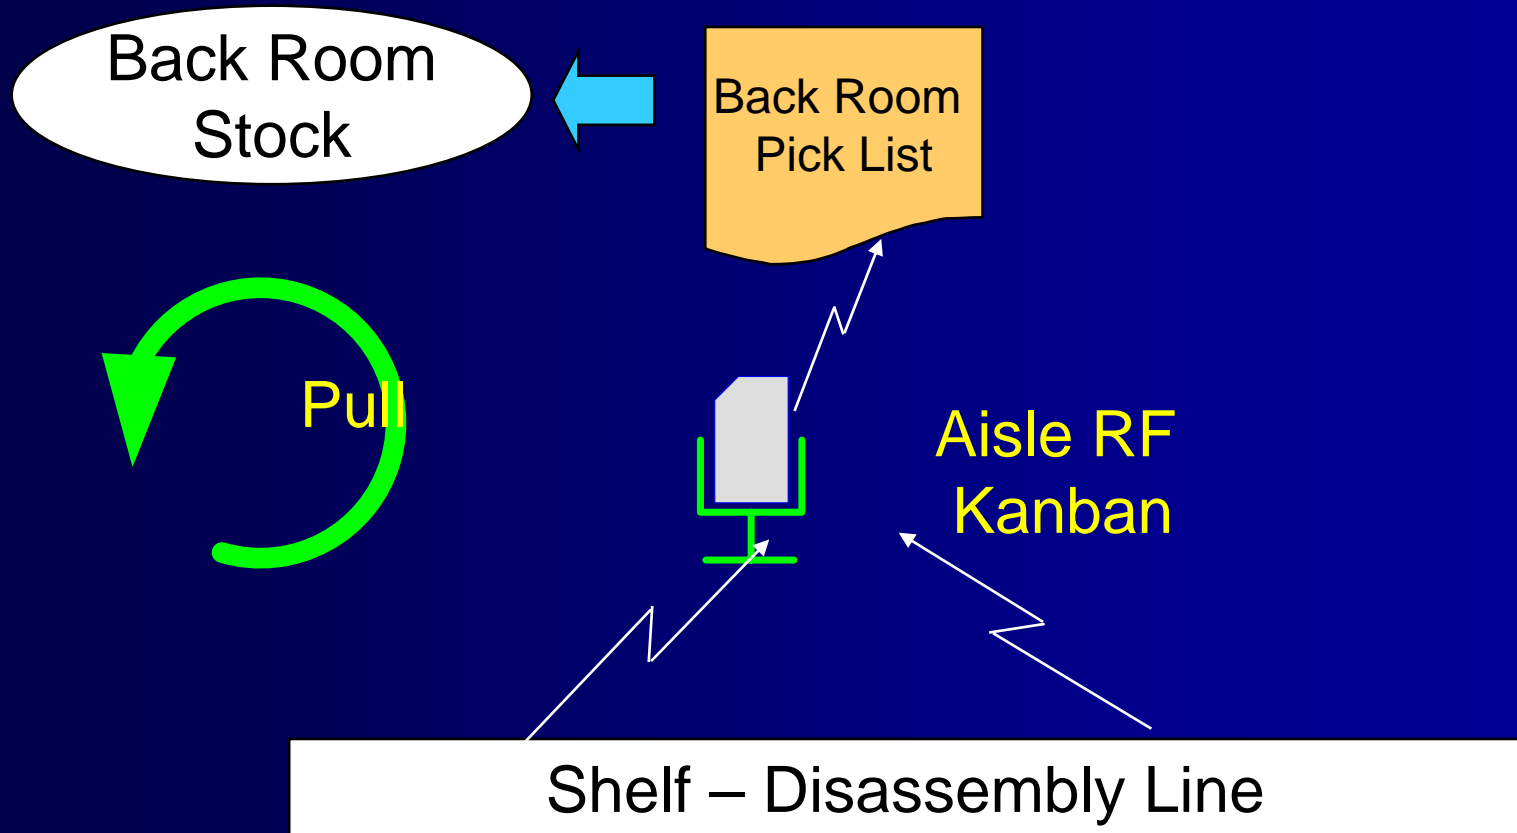 Back Room
Stock
Back Room
Pick List
Pull
Aisle RF
Kanban
Shelf – Disassembly Line